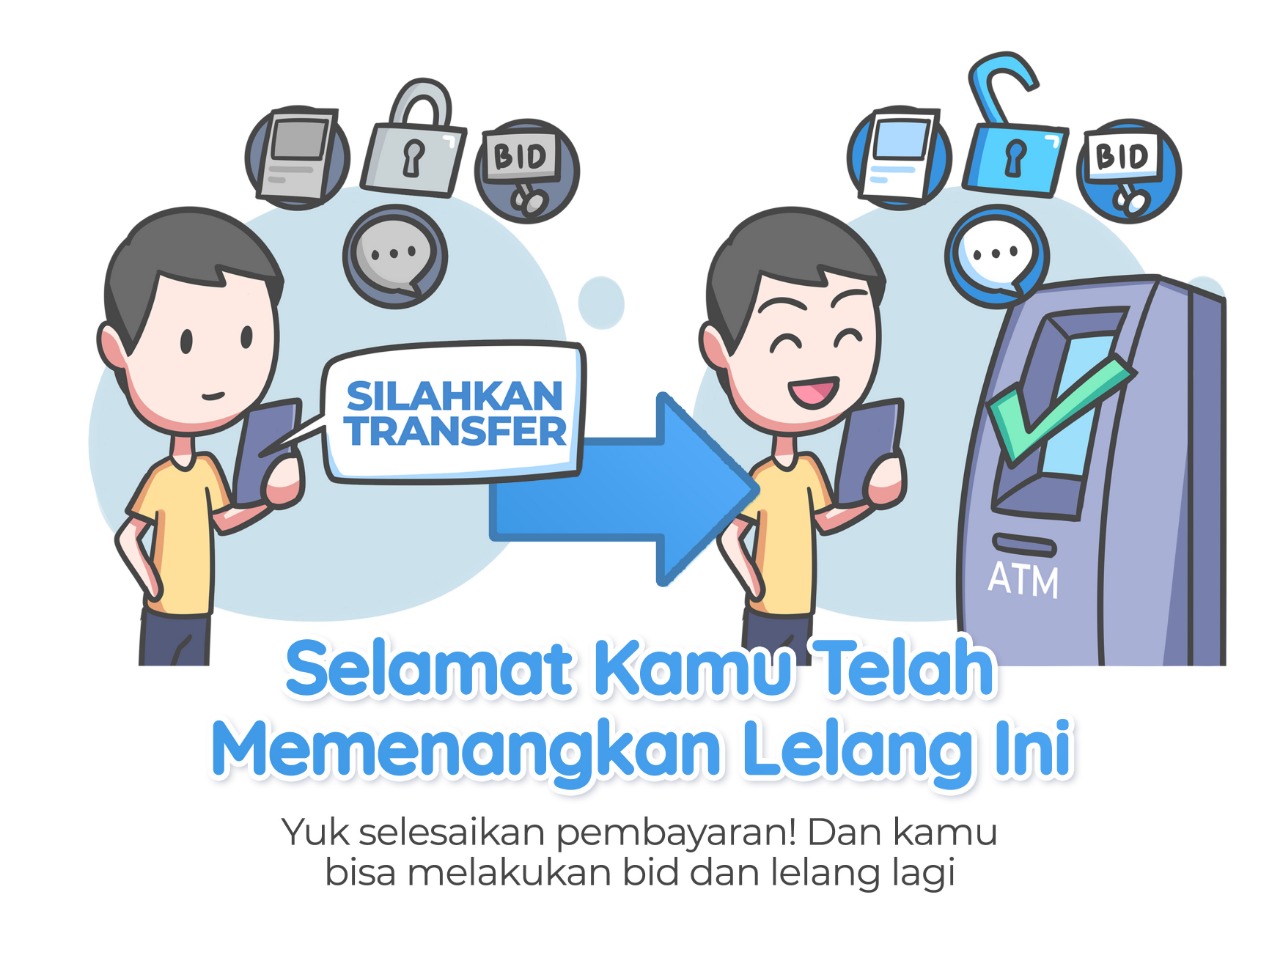 BID
BID
SILAHKAN
TRANSFER
ATM
Selamat Kamu Telah
Memenangkan Lelang Ini
Yuk selesaikan pembayaran! Dan kamu
bisa melakukan bid dan lelang lagi